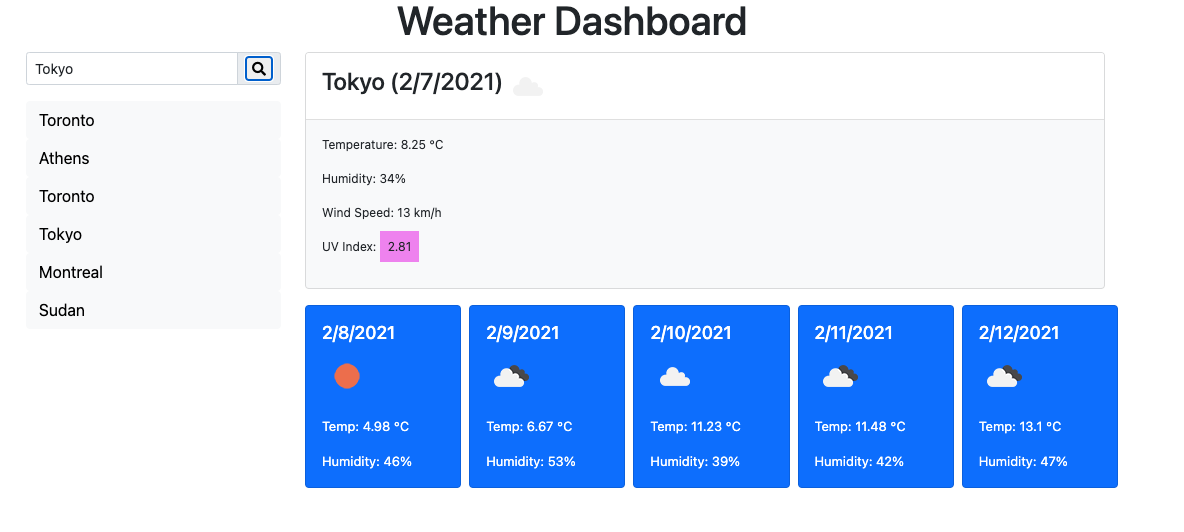 Weather Dashboard
Tokyo
Toronto
Athens
Toronto
Tokyo
Montreal
Sudan
Tokyo (2/7/2021)
Temperature: 8.25 °C
Humidity: 34%
Wind Speed: 13 km/h
UV Index: 2.81
2/8/2021
Temp: 4.98 °C
Humidity: 46%
2/9/2021
Temp: 6.67 °C
Humidity: 53%
2/10/2021
Temp: 11.23 °C
Humidity: 39%
2/11/2021
Temp: 11.48 °C
Humidity: 42%
2/12/2021
Temp: 13.1 °C
Humidity: 47%